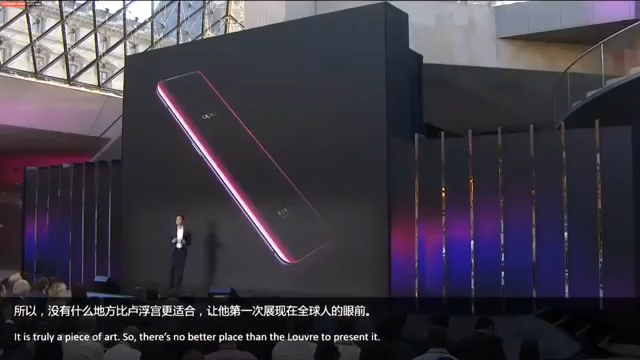 OPPO
所以，没有什么地方比卢浮宫更适合，让他第一次展现在全球人的眼前。
It is truly a piece of art. So, there's no better place than the Louvre to present it.